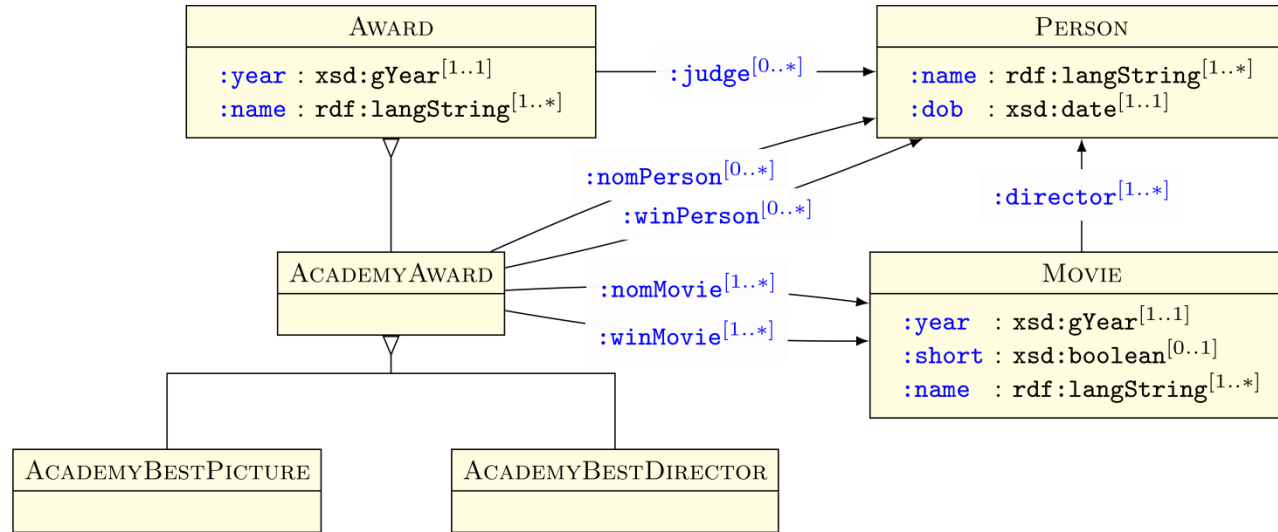 AWARD
:year : xsd:gYear[1..1]
:name : rdf:langString[1..*]
:judge[0..*]
PERSON
:name : rdf:langString[1..*]
:dob : xsd:date[1..1]
:nomPerson[0..*]
:winPerson[0..*]
:director[1..*]
ACADEMYAWARD
:nomMovie[1..*]
:winMovie[1..*]
MOVIE
:year : xsd:gYear[1..1]
:short : xsd:boolean[0..1]
:name : rdf:langString[1..*]
ACADEMYBESTPICTURE
ACADEMYBESTDIRECTOR